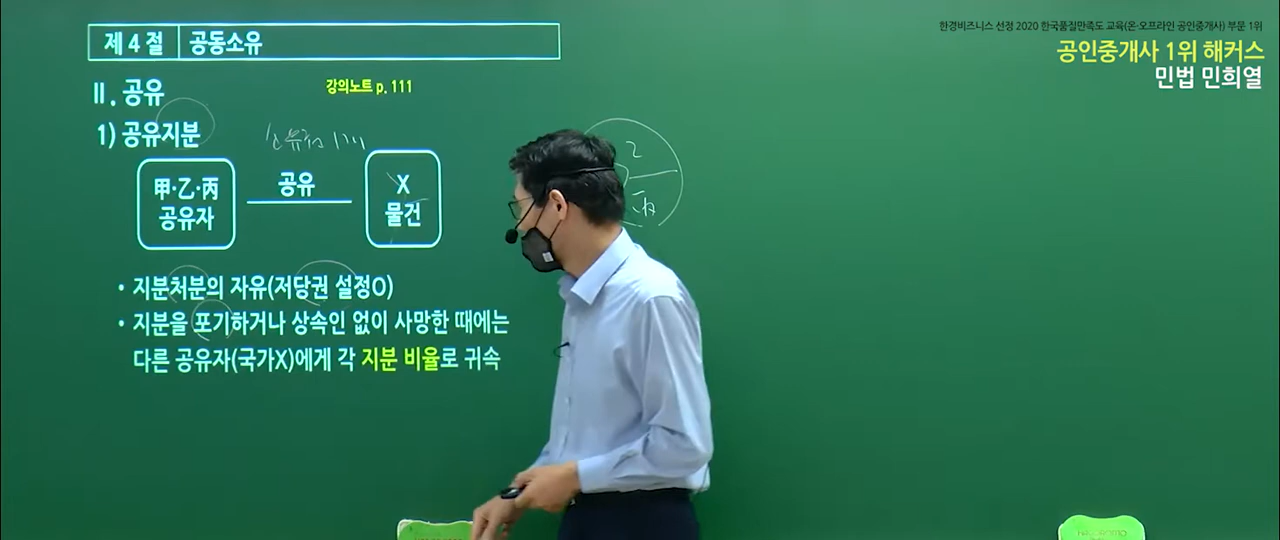 한경비즈니스 선정 2020 한국품질만족도 교육(온·오프라인 공인중개사) 부문 1위
공인중개사 1위 해커스
민법 민희열
제 4 절 공동소유
Ⅱ. 공유
강의노트 p. 111
1) 공유지분
甲·乙·丙
공유자
공유
X
물건
• 지분처분의 자유(저당권 설정O)
• 지분을 포기하거나 상속인 없이 사망한 때에는
다른 공유자(국가X)에게 각 지분 비율로 귀속